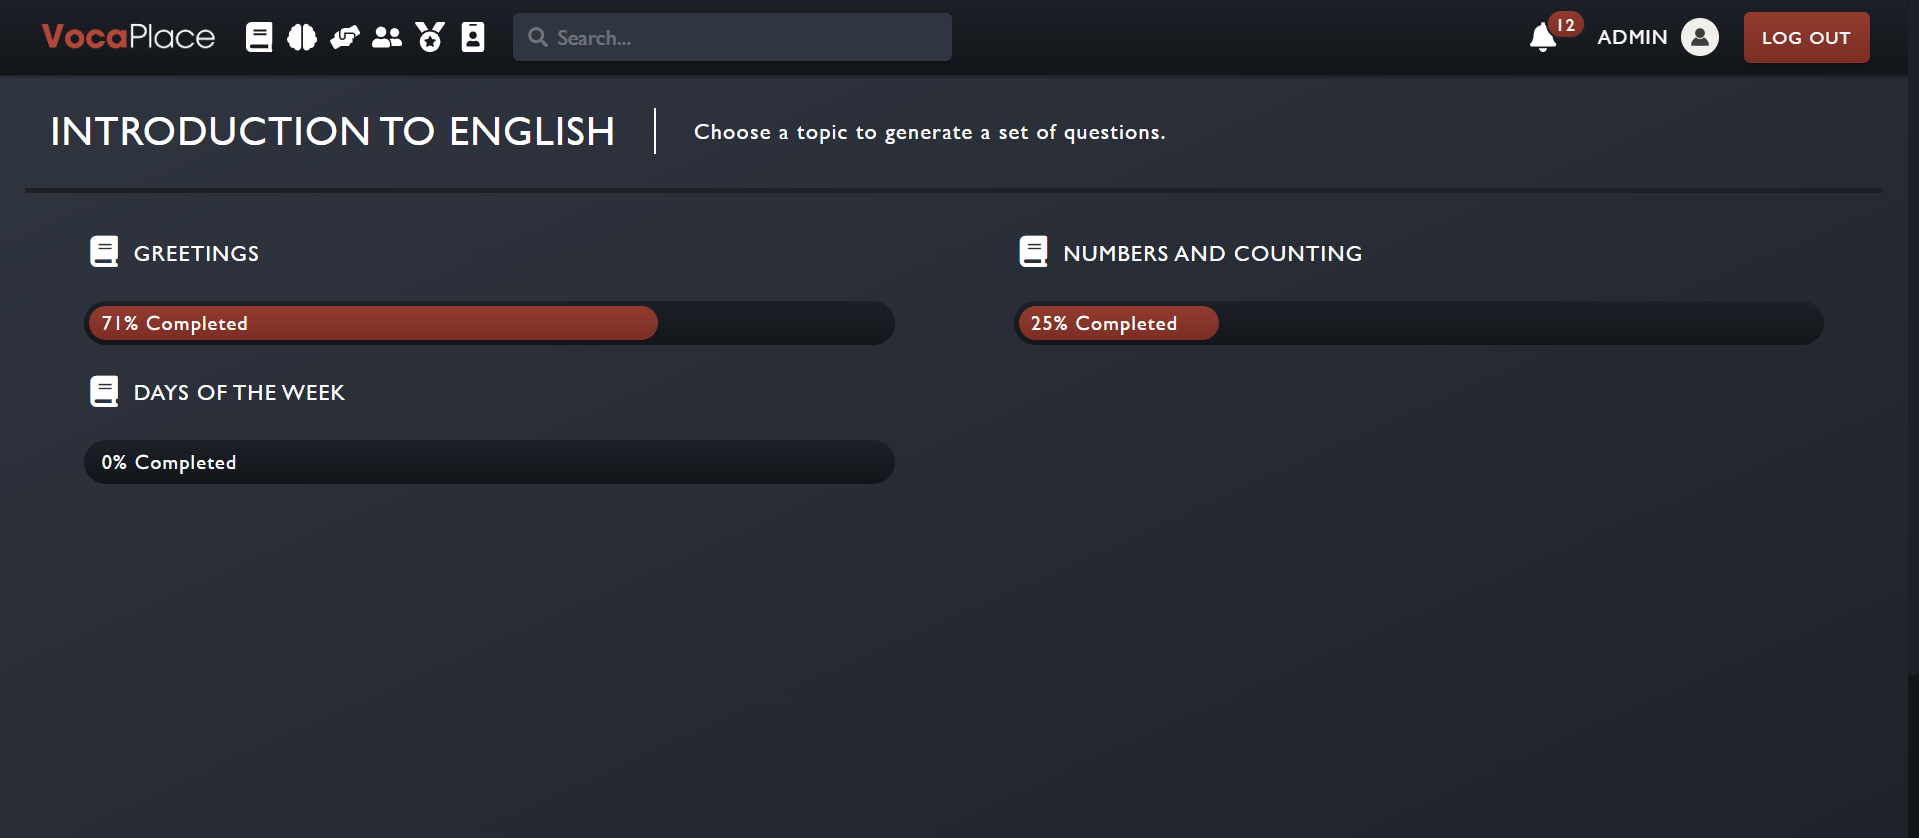 VocaPlace
Search...
12
ADMIN
LOG OUT
INTRODUCTION TO ENGLISH
Choose a topic to generate a set of questions.
GREETINGS
71% Completed
NUMBERS AND COUNTING
25% Completed
DAYS OF THE WEEK
0% Completed